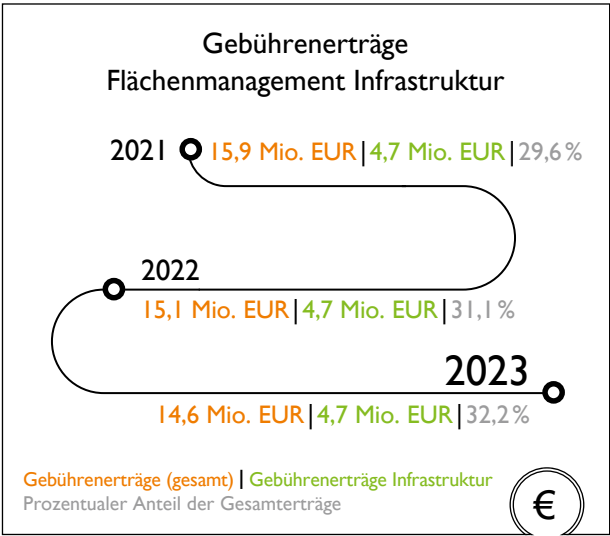 Gebührenerträge
Flächenmanagement Infrastruktur
2021 15,9 Mio. EUR|4,7 Mio. EUR|29,6%
2022
15,1 Mio. EUR|4,7 Mio. EUR|31,1%
2023
14,6 Mio. EUR|4,7 Mio. EUR|32,2%
Gebührenerträge (gesamt) | Gebührenerträge Infrastruktur
Prozentualer Anteil der Gesamterträge
€